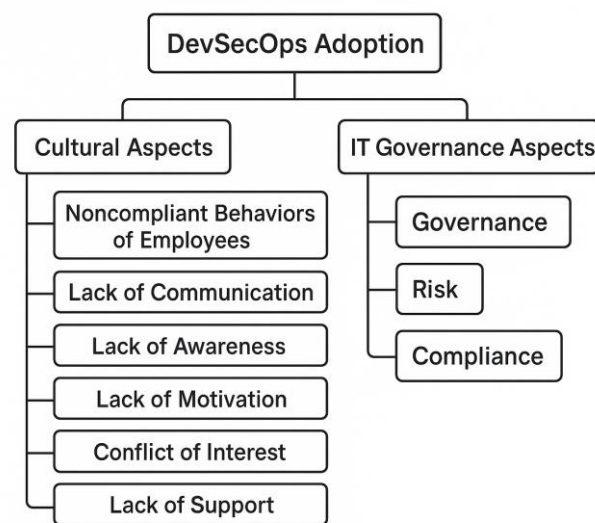 DevSecOps Adoption
Cultural Aspects
IT Governance Aspects
Noncompliant Behaviors
of Employees
Lack of Communication
Lack of Awareness
Lack of Motivation
Conflict of Interest
Lack of Support
Governance
Risk
Compliance